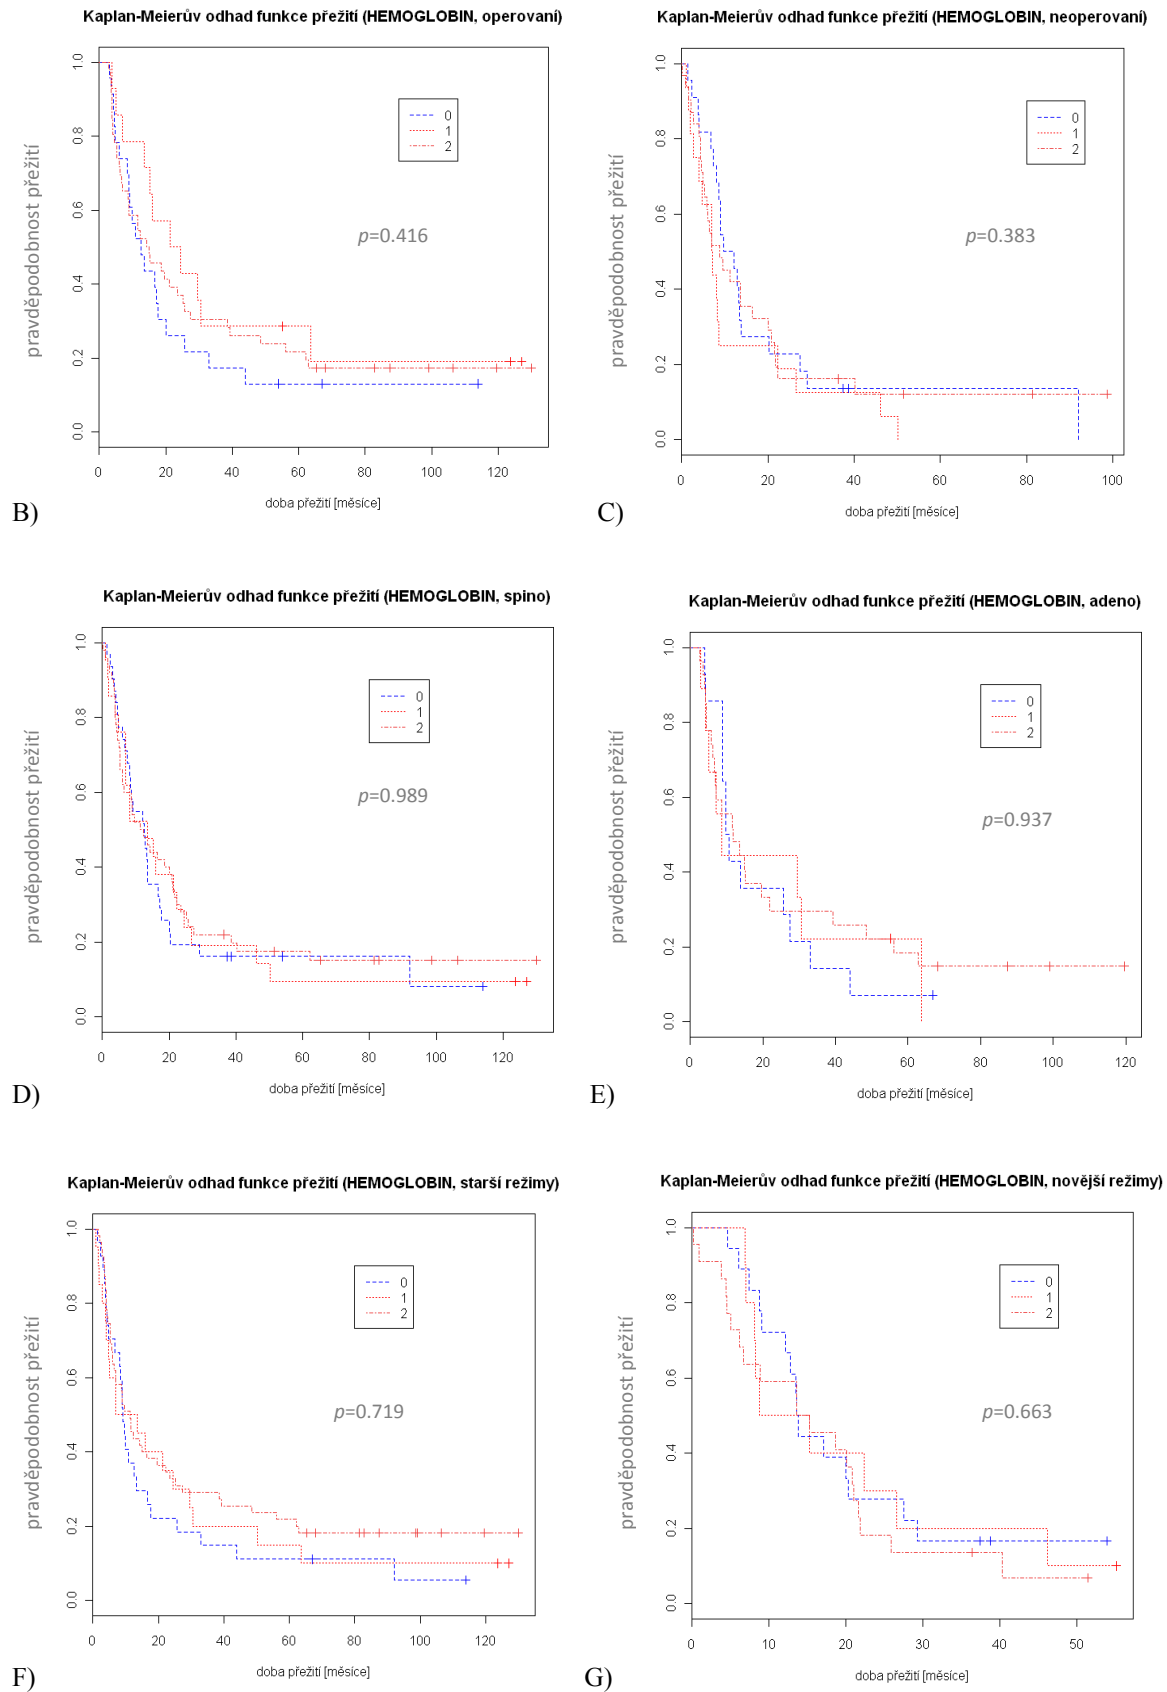 Kaplan-Meierův odhad funkce přežití (HEMOGLOBIN, operovaní)
pravděpodobnost přežití
1.0
0.8
0.6
0.4
0.2
0.0
0
1
2
p=0.416
0 20 40 60 80 100 120
doba přežití [měsíce]
B)
Kaplan-Meierův odhad funkce přežití (HEMOGLOBIN, neoperovaní)
pravděpodobnost přežití
1.0
0.8
0.6
0.4
0.2
0.0
0
1
2
p=0.383
0 20 40 60 80 100
doba přežití [měsíce]
C)
Kaplan-Meierův odhad funkce přežití (HEMOGLOBIN, spino)
pravděpodobnost přežití
1.0
0.8
0.6
0.4
0.2
0.0
0
1
2
p=0.989
0 20 40 60 80 100 120
doba přežití [měsíce]
D)
Kaplan-Meierův odhad funkce přežití (HEMOGLOBIN, adeno)
pravděpodobnost přežití
1.0
0.8
0.6
0.4
0.2
0.0
0
1
2
p=0.937
0 20 40 60 80 100 120
doba přežití [měsíce]
E)
Kaplan-Meierův odhad funkce přežití (HEMOGLOBIN, starší režimy)
pravděpodobnost přežití
1.0
0.8
0.6
0.4
0.2
0.0
0
1
2
p=0.719
0 20 40 60 80 100 120
doba přežití [měsíce]
F)
Kaplan-Meierův odhad funkce přežití (HEMOGLOBIN, novější režimy)
pravděpodobnost přežití
1.0
0.8
0.6
0.4
0.2
0.0
0
1
2
p=0.663
0 10 20 30 40 50
doba přežití [měsíce]
G)